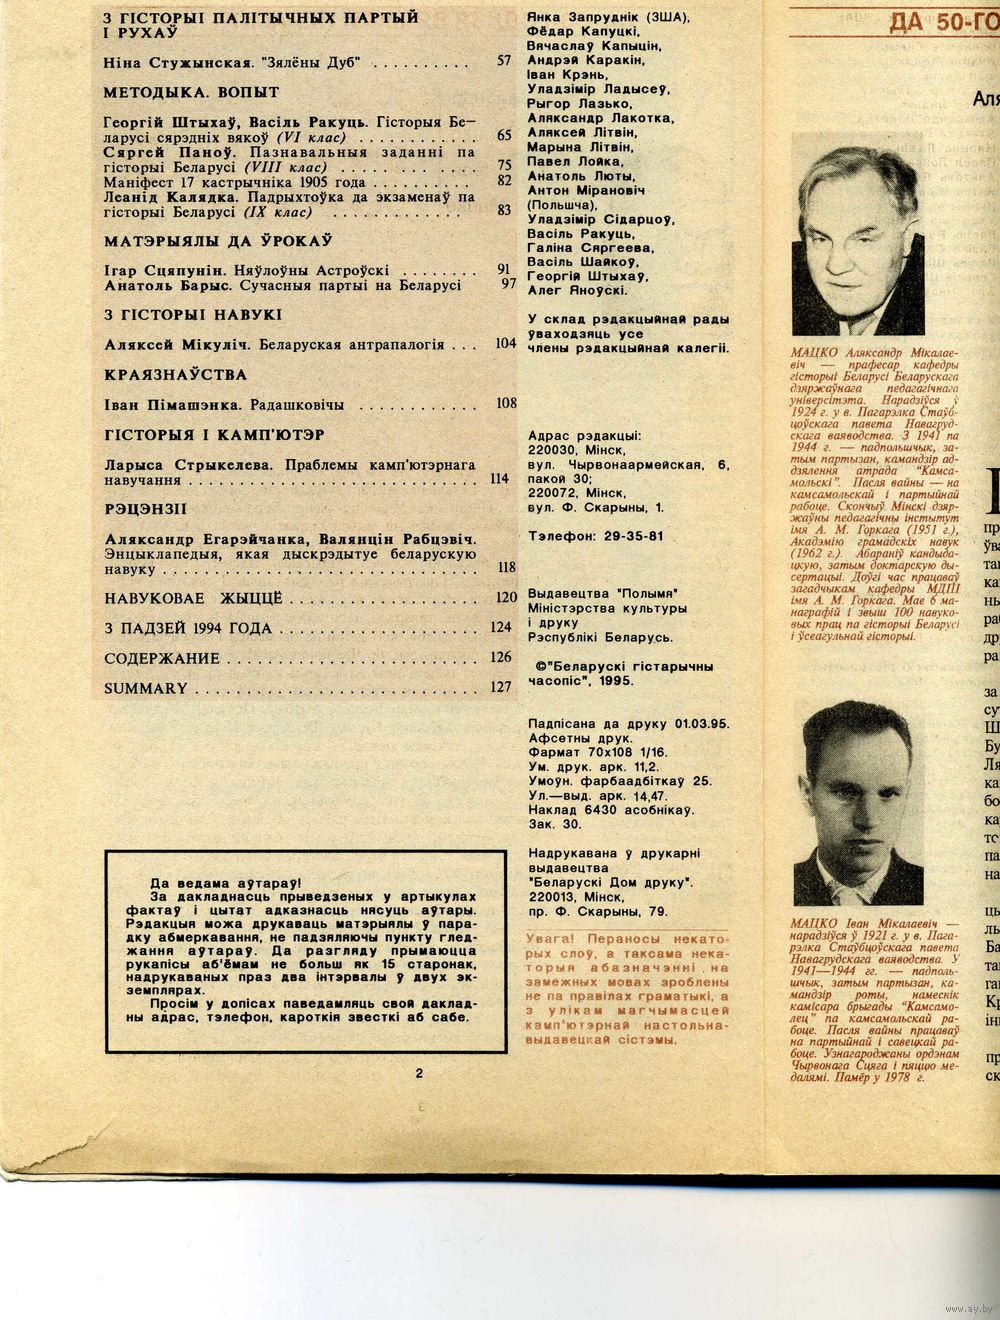 З ГІСТОРЫІ ПАЛІТЫЧНЫХ ПАРТЫЙ
І РУХАЎ
Ніна Стужынская. "Зялёны Дуб" . . . . . . . . . . 57
МЕТОДЫКА. ВОПЫТ
Георгій Штыхаў, Васіль Ракуць. Гісторыя Бе—
ларусі сярэдніх вякоў (VI клас) . . . . . . . . . . . . 65
Сяргей Паноў. Пазнавальныя заданні па
гісторыі Беларусі (VIII клас) . . . . . . . . . . . . . 75
Маніфест 17 кастрычніка 1905 года . . . . . . . . . . 82
Леанід Калядка. Падрыхтоўка да экзаменаў па
гісторыі Беларусі (IX клас) . . . . . . . . . . . . . 83
МАТЭРЫЯЛЫ ДА ЎРОКАЎ
Ігар Сцяпунін. Няўлоўны Астроўскі . . . . . . . . 91
Анатоль Барыс. Сучасныя партыі на Беларусі 97
З ГІСТОРЫІ НАВУКІ
Аляксей Мікуліч. Беларуская антрапалогія . . . 104
КРАЯЗНАЎСТВА
Іван Пімашэнка. Радашковічы . . . . . . . . . . . . 108
ГІСТОРЫЯ І КАМП'ЮТЭР
Ларыса Стрыкелева. Праблемы камп'ютэрнага
навучання . . . . . . . . . . . . . . . . . . . . . . . . . . . . . 114
РЭЦЭНЗІІ
Аляксандр Егарэйчанка, Валянцін Рабцэвіч.
Энцыклапедыя, якая дыскрэдытуе беларускую
навуку . . . . . . . . . . . . . . . . . . . . . . . . . . . . . . . . 118
НАВУКОВАЕ ЖЫЦЦЁ . . . . . . . . . . . . . . . . . . . 120
З ПАДЗЕЙ 1994 ГОДА . . . . . . . . . . . . . . . . . . . . 124
СОДЕРЖАНИЕ . . . . . . . . . . . . . . . . . . . . . . . . . 126
SUMMARY . . . . . . . . . . . . . . . . . . . . . . . . . . . . 127
Да ведама аўтараў!
За дакладнасць прыведзеных у артыкулах
фактаў і цытат адказнасць нясуць аўтары.
Рэдакцыя можа друкаваць матэрыялы ў пара-
дку абмеркавання, не падзяляючы пункту глед-
жання аўтараў. Да разгляду прымаюцца
рукапісы аб'ёмам не больш як 15 старонак,
надрукаваных праз два інтэрвалы ў двух эк-
земплярах.
Просім у допісах паведамляць свой даклад-
ны адрас, тэлефон, кароткія звесткі аб сабе.
2
Янка Запруднік (ЗША),
Фёдар Капуцкі,
Вячаслаў Капыцін,
Андрэй Каракін,
Іван Крэнь,
Уладзімір Ладысеў,
Рыгор Лазько,
Аляксандр Лакотка,
Аляксей Літвін,
Марына Літвін,
Павел Лойка,
Анатоль Люты,
Антон Мірановіч
(Польшча),
Уладзімір Сідарцоў,
Васіль Ракуць,
Галіна Сяргеева,
Васіль Шайкоў,
Георгій Штыхаў,
Алег Яноўскі.
У склад рэдакцыйнай рады
ўваходзяць усе
члены рэдакцыйнай калегіі.
Адрас рэдакцыі:
220030, Мінск,
вул. Чырвонаармейская, 6,
пакой 30;
220072, Мінск,
вул. Ф. Скарыны, 1.
Тэлефон: 29-35-81
Выдавецтва "Полымя"
Міністэрства культуры
і друку
Рэспублікі Беларусь.
©"Беларускі гістарычны
часопіс", 1995.
Падпісана да друку 01.03.95.
Афсетны друк.
Фармат 70х108 1/16.
Ум. друк. арк. 11,2.
Умоўн. фарбаадбіткаў 25.
Ул.—выд. арк. 14,47.
Наклад 6430 асобнікаў.
Зак. 30.
Надрукавана ў друкарні
выдавецтва
"Беларускі Дом друку".
220013, Мінск,
пр. Ф. Скарыны, 79.
Увага! Пераносы некато-
рых слоў, а таксама нека-
торыя абазначэнні на
замежных мовах зроблены
не па правілах граматыкі, а
з улікам магчымасцей
камп'ютэрнай настольна-
выдавецкай сістэмы.
ДА 50-ГО
Аля
МАЦКО Аляксандр Мікалае-
віч — прафесар кафедры
гісторыі Беларусі Беларускага
дзяржаўнага педагагічнага
універсітэта. Нарадзіўся ў
1924 г. у в. Пагарэлка Стаўб-
цоўскага павета Навагруд-
скага ваяводства. З 1941 па
1944 г. — падпольшчык, за-
тым партызан, камандзір ад-
дзялення атрада "Камса-
мольскі". Пасля вайны — на
камсамольскай і партыйнай
рабоце. Скончыў Мінскі дзяр-
жаўны педагагічны інстытут
імя А. М. Горкага (1951 г.),
Акадэмію грамадскіх навук
(1962 г.). Абараніў кандыда-
цкую, затым доктарскую ды-
сертацыі. Доўгі час працаваў
загадчыкам кафедры МДПІ
імя А. М. Горкага. Мае 6 ма-
награфій і звыш 100 навуко-
вых прац па гісторыі Беларусі
і ўсеагульнай гісторыі.
МАЦКО Іван Мікалаевіч —
нарадзіўся ў 1921 г. у в. Пага-
рэлка Стаўбцоўскага павета
Навагрудскага ваяводства. У
1941—1944 гг. — падполь-
шчык, затым партызан, ка-
мандзір роты, намеснік
камісара брыгады "Камсамо-
лец" па камсамольскай ра-
боце. Пасля вайны працаваў
на партыйнай і савецкай ра-
боце. Узнагароджаны ордэнам
Чырвонага Сцяга і пяццю ме-
далямі. Памёр у 1978 г.
www.ay.by